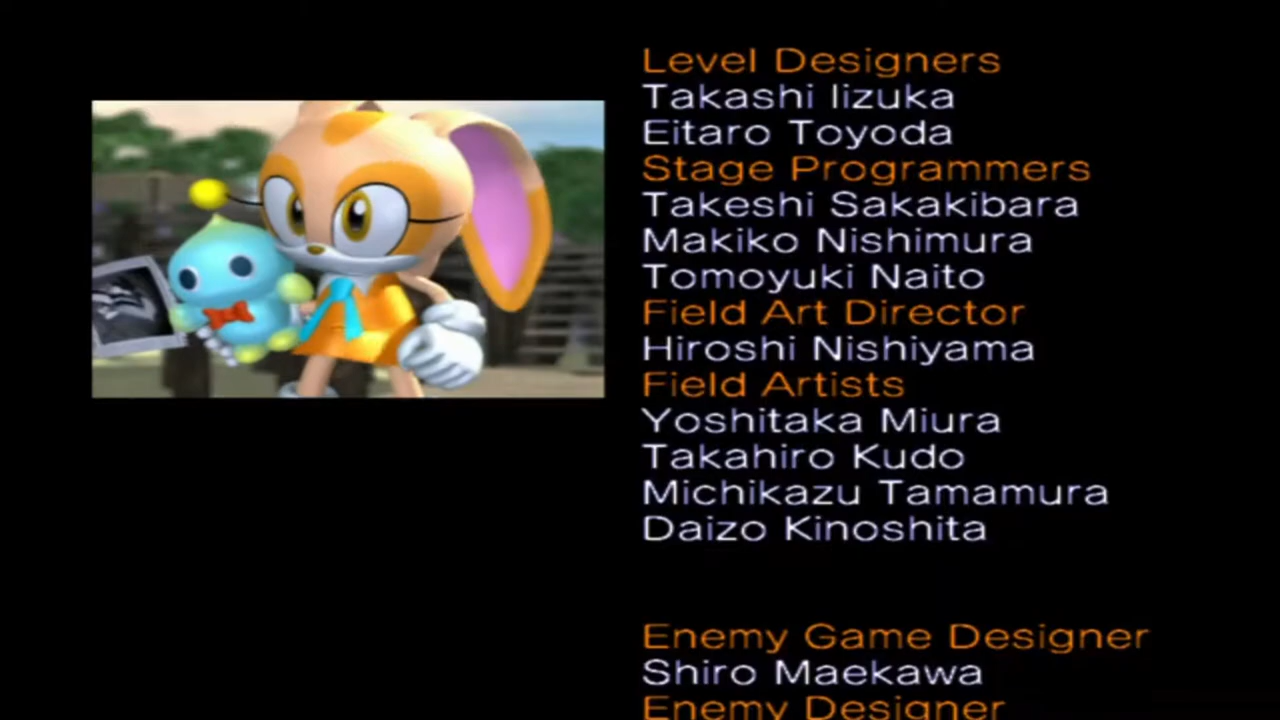 Level Designers
Takashi Iizuka
Eitaro Toyoda
Stage Programmers
Takeshi Sakakibara
Makiko Nishimura
Tomoyuki Naito
Field Art Director
Hiroshi Nishiyama
Field Artists
Yoshitaka Miura
Takahiro Kudo
Michikazu Tamamura
Daizo Kinoshita
Enemy Game Designer
Shiro Maekawa
Enemy Designer